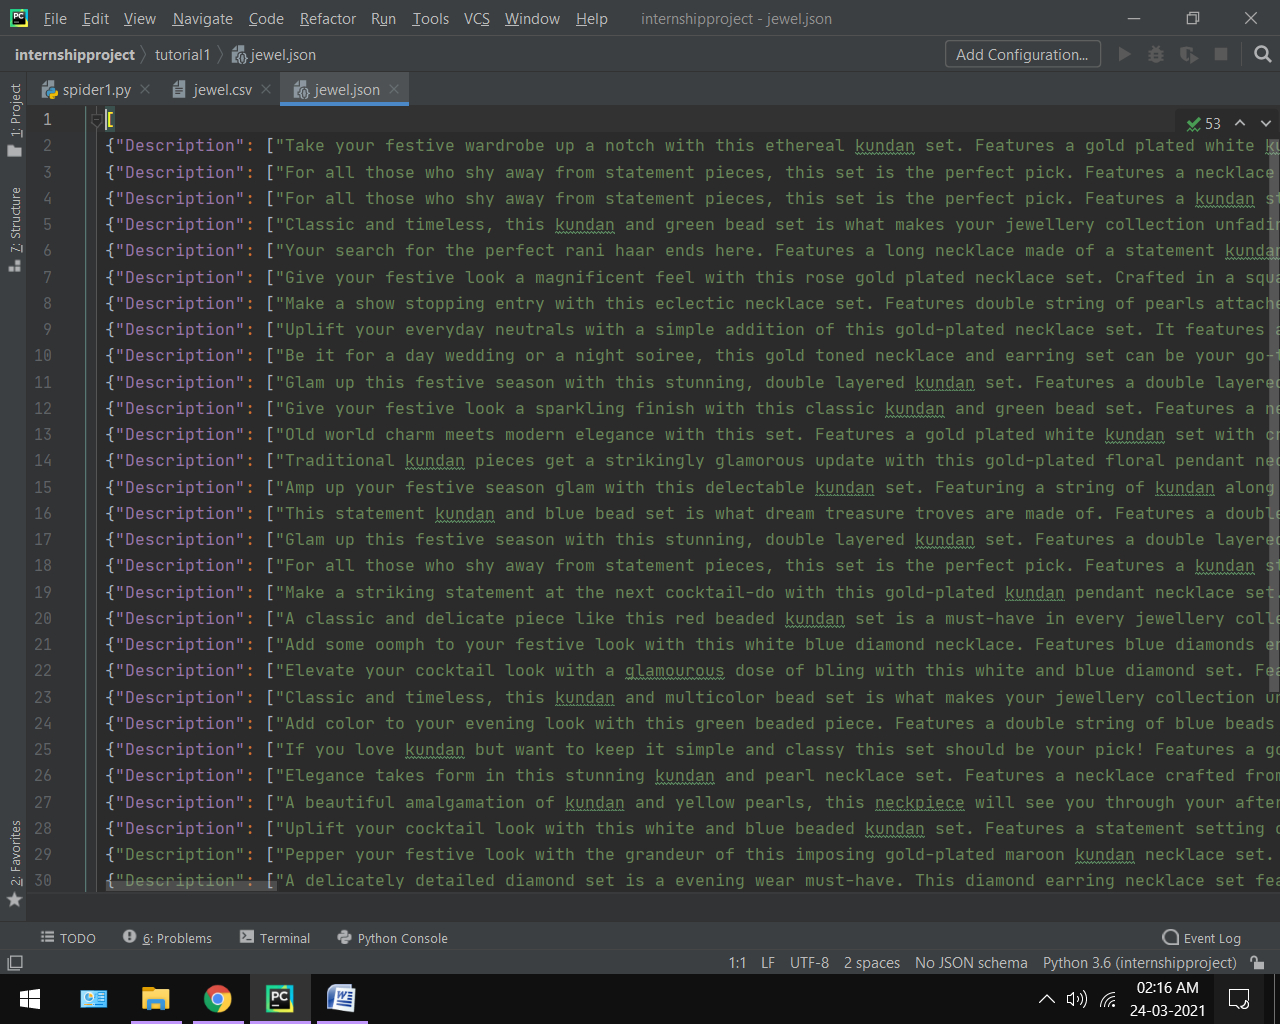 PC File Edit View Navigate Code Refactor Run Tools VCS Window Help internshipproject - jewel.json
internshipproject tutorial1 jewel.json Add Configuration...
spider1.py jewel.csv jewel.json
1: Project
7: Structure
2: Favorites
53
1 [
2 {"Description": ["Take your festive wardrobe up a notch with this ethereal kundan set. Features a gold plated white
3 {"Description": ["For all those who shy away from statement pieces, this set is the perfect pick. Features a necklace
4 {"Description": ["For all those who shy away from statement pieces, this set is the perfect pick. Features a kundan st
5 {"Description": ["Classic and timeless, this kundan and green bead set is what makes your jewellery collection unfadin
6 {"Description": ["Your search for the perfect rani haar ends here. Features a long necklace made of a statement kundan
7 {"Description": ["Give your festive look a magnificent feel with this rose gold plated necklace set. Crafted in a squa
8 {"Description": ["Make a show stopping entry with this eclectic necklace set. Features double string of pearls attache
9 {"Description": ["Uplift your everyday neutrals with a simple addition of this gold-plated necklace set. It features a
10 {"Description": ["Be it for a day wedding or a night soiree, this gold toned necklace and earring set can be your go-t
11 {"Description": ["Glam up this festive season with this stunning, double layered kundan set. Features a double layered
12 {"Description": ["Give your festive look a sparkling finish with this classic kundan and green bead set. Features a ne
13 {"Description": ["Old world charm meets modern elegance with this set. Features a gold plated white kundan set with cr
14 {"Description": ["Traditional kundan pieces get a strikingly glamorous update with this gold-plated floral pendant nec
15 {"Description": ["Amp up your festive season glam with this delectable kundan set. Featuring a string of kundan along
16 {"Description": ["This statement kundan and blue bead set is what dream treasure troves are made of. Features a double
17 {"Description": ["Glam up this festive season with this stunning, double layered kundan set. Features a double layered
18 {"Description": ["For all those who shy away from statement pieces, this set is the perfect pick. Features a kundan st
19 {"Description": ["Make a striking statement at the next cocktail-do with this gold-plated kundan pendant necklace set.
20 {"Description": ["A classic and delicate piece like this red beaded kundan set is a must-have in every jewellery colle
21 {"Description": ["Add some oomph to your festive look with this white blue diamond necklace. Features blue diamonds en
22 {"Description": ["Elevate your cocktail look with a glamourous dose of bling with this white and blue diamond set. Fea
23 {"Description": ["Classic and timeless, this kundan and multicolor bead set is what makes your jewellery collection un
24 {"Description": ["Add color to your evening look with this green beaded piece. Features a double string of blue beads
25 {"Description": ["If you love kundan but want to keep it simple and classy this set should be your pick! Features a go
26 {"Description": ["Elegance takes form in this stunning kundan and pearl necklace set. Features a necklace crafted from
27 {"Description": ["A beautiful amalgamation of kundan and yellow pearls, this neckpiece will see you through your after
28 {"Description": ["Uplift your cocktail look with this white and blue beaded kundan set. Features a statement setting o
29 {"Description": ["Pepper your festive look with the grandeur of this imposing gold-plated maroon kundan necklace set.
30 {"Description": ["A delicately detailed diamond set is a evening wear must-have. This diamond earring necklace set fea
TODO 6: Problems Terminal Python Console Event Log
1:1 LF UTF-8 2 spaces No JSON schema Python 3.6 (internshipproject)
PC W 02:16 AM
24-03-2021